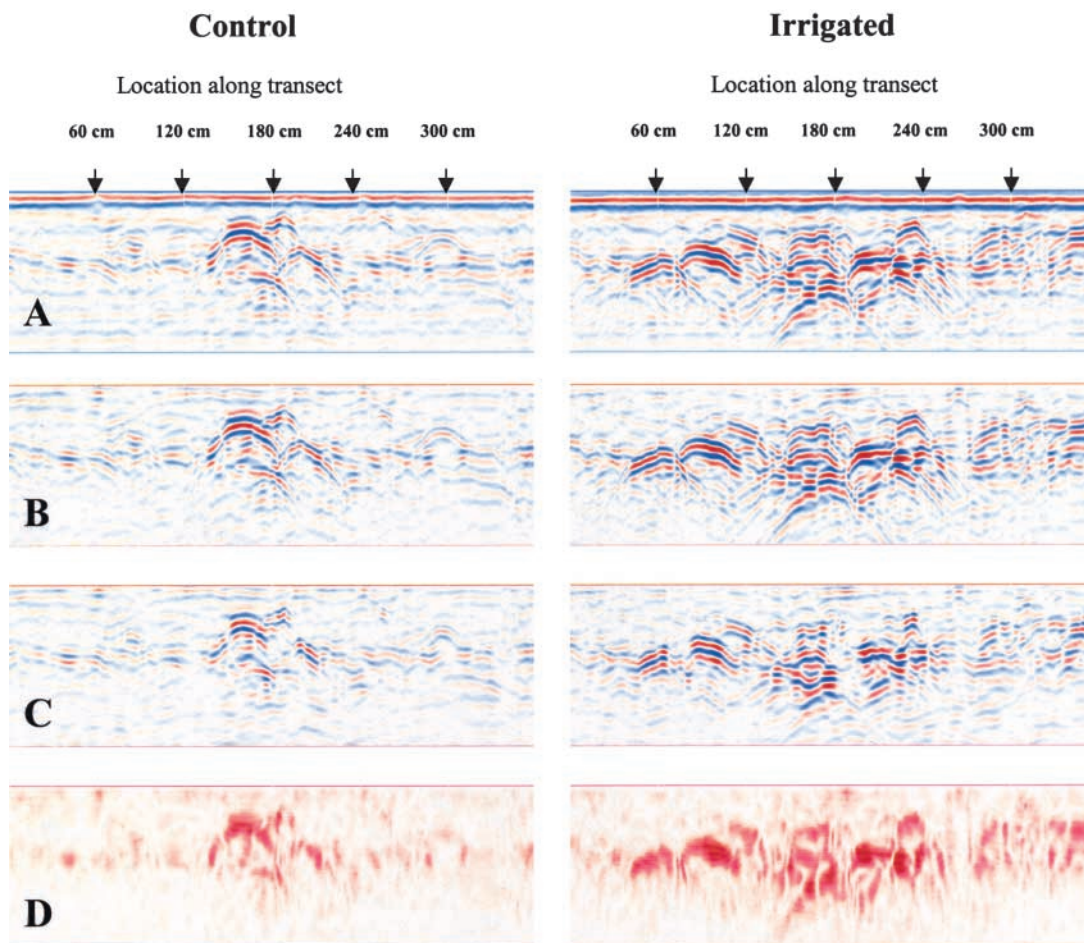 Control
Irrigated
Location along transect
Location along transect
60 cm 120 cm 180 cm 240 cm 300 cm
60 cm 120 cm 180 cm 240 cm 300 cm
A
B
C
D